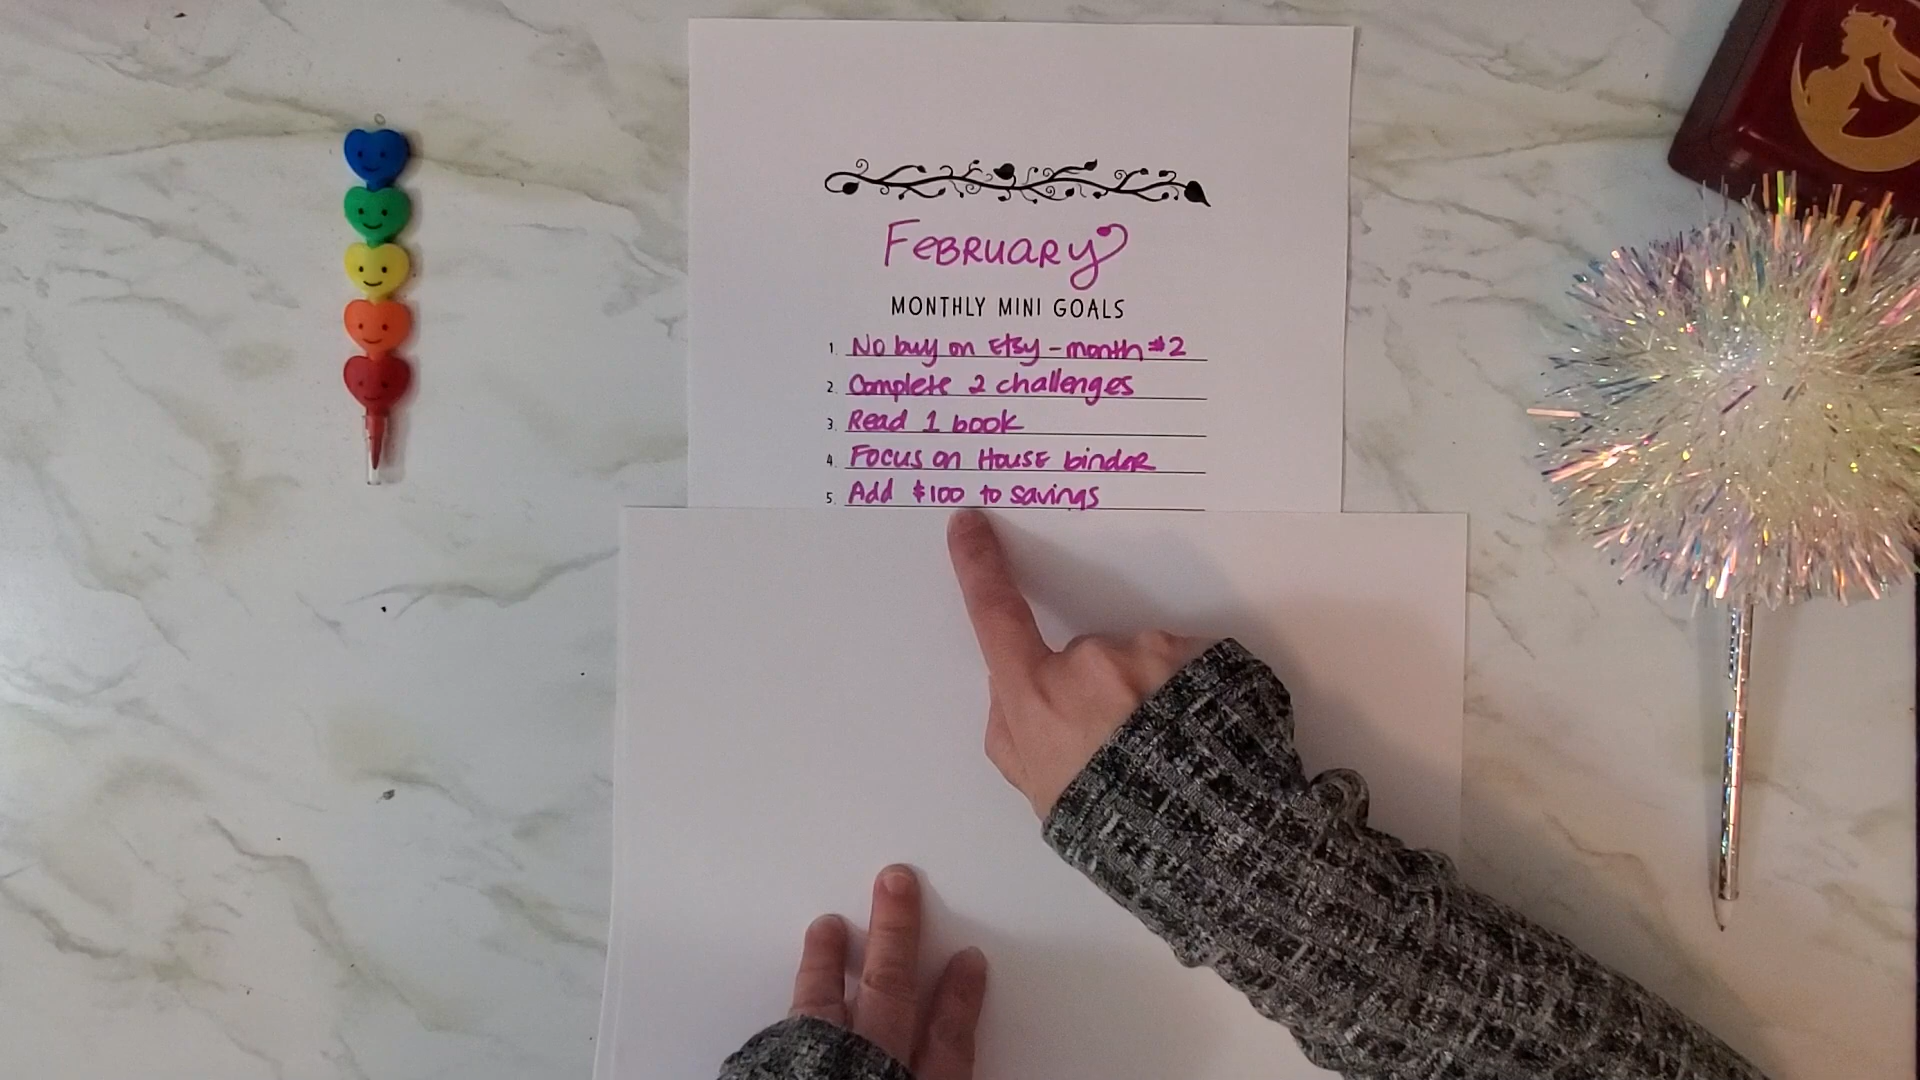 February
MONTHLY MINI GOALS
1. No buy on Etsy - month #2
2. Complete 2 challenges
3. Read 1 book
4. Focus on House binder
5. Add $100 to savings